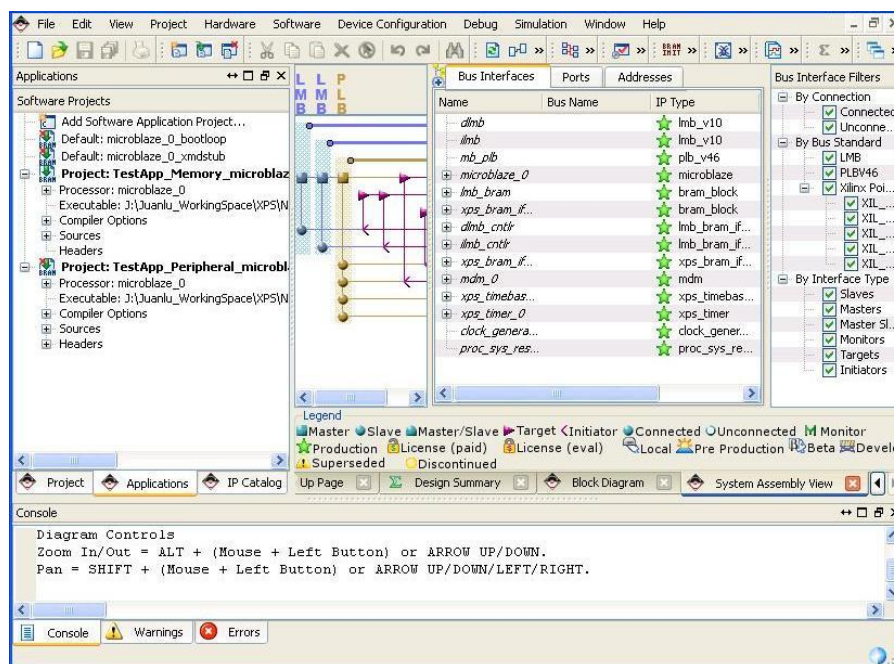 File Edit View Project Hardware Software Device Configuration Debug Simulation Window Help
Applications
Software Projects
Add Software Application Project...
Default: microblaze_0_bootloop
Default: microblaze_0_xmdstub
Project: TestApp_Memory_microblaz
Processor: microblaze_0
Executable: J:\Juanlu_WorkingSpace\XPS\N
Compiler Options
Sources
Headers
Project: TestApp_Peripheral_microbl
Processor: microblaze_0
Executable: J:\Juanlu_WorkingSpace\XPS\N
Compiler Options
Sources
Headers
Project Applications IP Catalog
L L P
M M L
B B B
Bus Interfaces Ports Addresses
Name Bus Name IP Type
dlmb lmb_v10
ilmb lmb_v10
mb_plb plb_v46
microblaze_0 microblaze
lmb_bram bram_block
xps_bram_if... bram_block
dlmb_cntlr lmb_bram_if...
ilmb_cntlr lmb_bram_if...
xps_bram_if... xps_bram_if...
mdm_0 mdm
xps_timebas... xps_timebas...
xps_timer_0 xps_timer
clock_genera... clock_gener...
proc_sys_res... proc_sys_re...
Bus Interface Filters
By Connection
Connected
Unconne...
By Bus Standard
LMB
PLBV46
Xilinx Poi...
XIL_...
XIL_...
XIL_...
XIL_...
XIL_...
By Interface Type
Slaves
Masters
Master Sl...
Monitors
Targets
Initiators
Legend
Master Slave Master/Slave Target Initiator Connected Unconnected M Monitor
Production License (paid) License (eval) Local Pre Production Beta Develo
Superseded Discontinued
Up Page Design Summary Block Diagram System Assembly View
Console
Diagram Controls
Zoom In/Out = ALT + (Mouse + Left Button) or ARROW UP/DOWN.
Pan = SHIFT + (Mouse + Left Button) or ARROW UP/DOWN/LEFT/RIGHT.
Console Warnings Errors